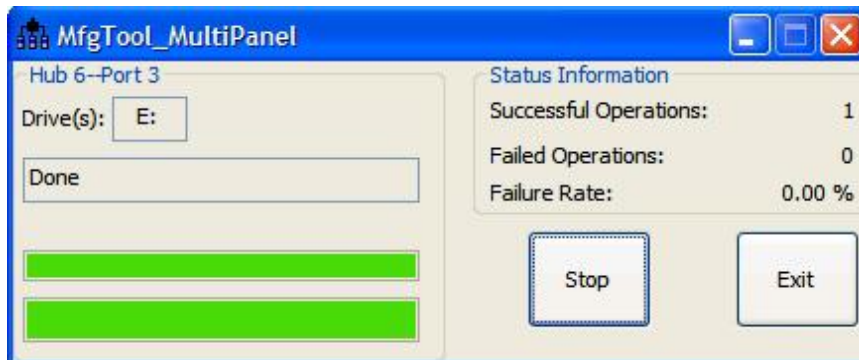 MfgTool_MultiPanel
Hub 6--Port 3
Drive(s): E:
Done
Status Information
Successful Operations: 1
Failed Operations: 0
Failure Rate: 0.00 %
Stop
Exit